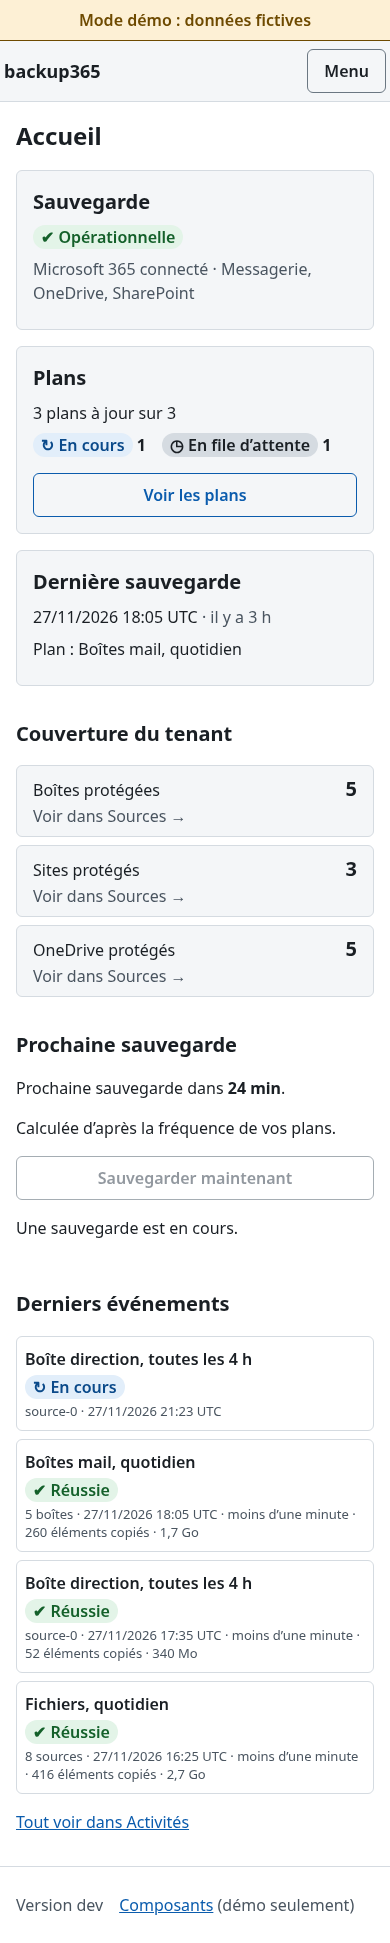 Mode démo : données fictives
backup365
Menu
Accueil
Sauvegarde
✔ Opérationnelle
Microsoft 365 connecté · Messagerie,
OneDrive, SharePoint
Plans
3 plans à jour sur 3
↻ En cours 1 ◷ En file d’attente 1
Voir les plans
Dernière sauvegarde
27/11/2026 18:05 UTC · il y a 3 h
Plan : Boîtes mail, quotidien
Couverture du tenant
Boîtes protégées 5
Voir dans Sources →
Sites protégés 3
Voir dans Sources →
OneDrive protégés 5
Voir dans Sources →
Prochaine sauvegarde
Prochaine sauvegarde dans 24 min.
Calculée d’après la fréquence de vos plans.
Sauvegarder maintenant
Une sauvegarde est en cours.
Derniers événements
Boîte direction, toutes les 4 h
↻ En cours
source-0 · 27/11/2026 21:23 UTC
Boîtes mail, quotidien
✔ Réussie
5 boîtes · 27/11/2026 18:05 UTC · moins d’une minute ·
260 éléments copiés · 1,7 Go
Boîte direction, toutes les 4 h
✔ Réussie
source-0 · 27/11/2026 17:35 UTC · moins d’une minute ·
52 éléments copiés · 340 Mo
Fichiers, quotidien
✔ Réussie
8 sources · 27/11/2026 16:25 UTC · moins d’une minute
· 416 éléments copiés · 2,7 Go
Tout voir dans Activités
Version dev Composants (démo seulement)